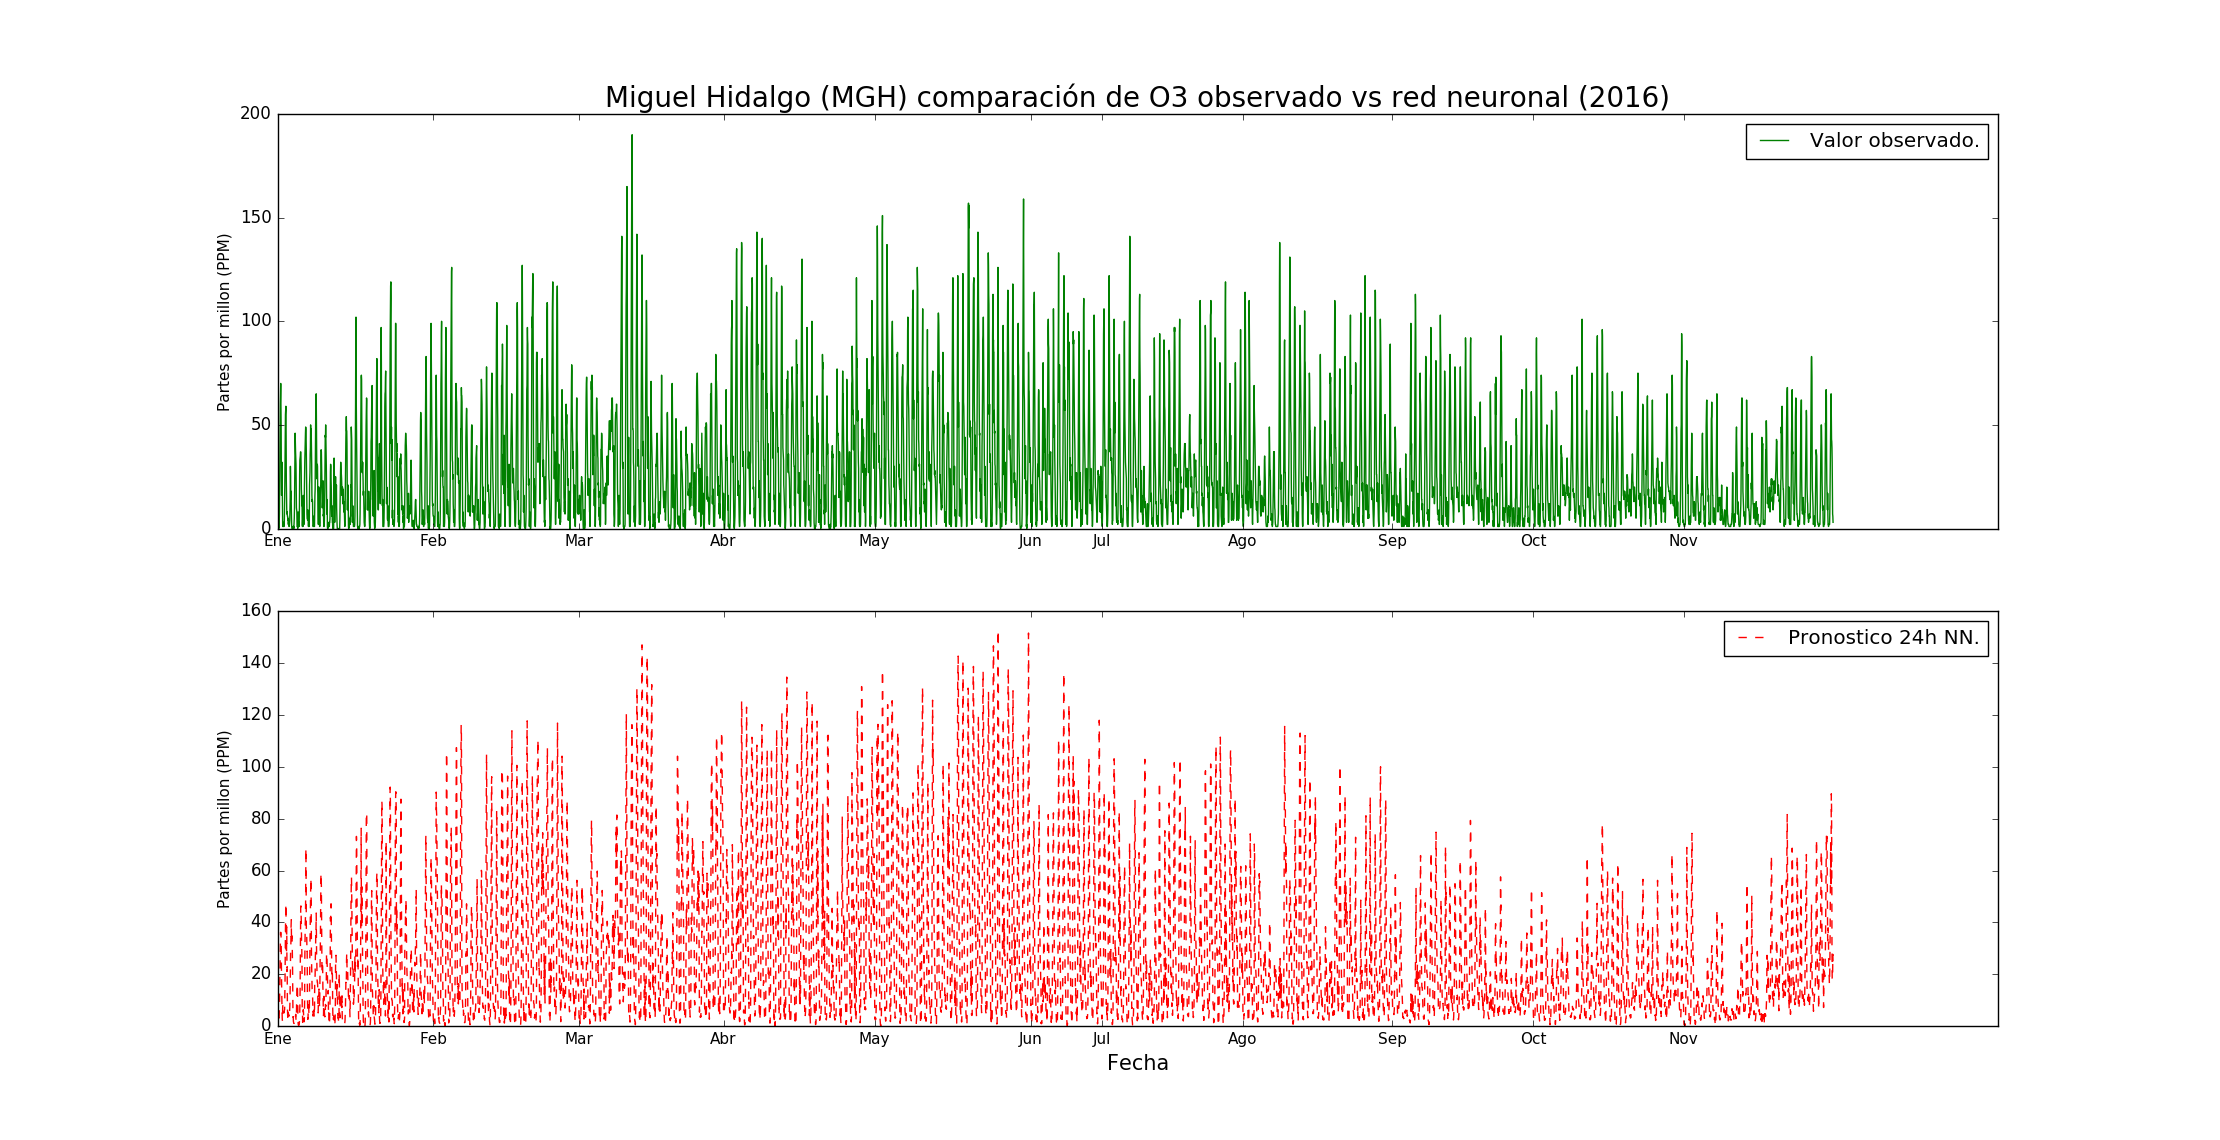 Miguel Hidalgo (MGH) comparación de O3 observado vs red neuronal (2016)
200
150
100
50
0
Partes por millon (PPM)
Valor observado.
Ene Feb Mar Abr May Jun Jul Ago Sep Oct Nov
160
140
120
100
80
60
40
20
0
Partes por millon (PPM)
Pronostico 24h NN.
Ene Feb Mar Abr May Jun Jul Ago Sep Oct Nov
Fecha